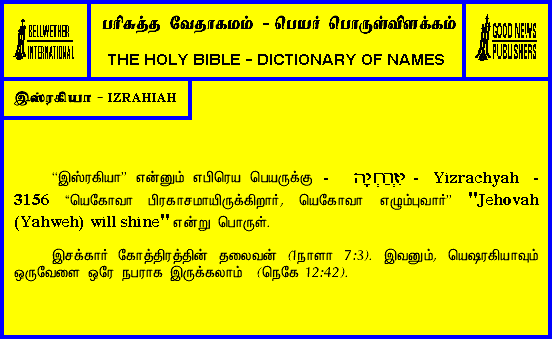 BELLWETHER
INTERNATIONAL
பரிசுத்த வேதாகமம் - பெயர் பொருள்விளக்கம்
THE HOLY BIBLE - DICTIONARY OF NAMES
GOOD NEWS
PUBLISHERS
இஸ்ரகியா - IZRAHIAH
“இஸ்ரகியா” என்னும் எபிரெய பெயருக்கு - יִזְרַחְיָה - Yizrachyah -
3156 “யெகோவா பிரகாசமாயிருக்கிறார், யெகோவா எழும்புவார்” "Jehovah
(Yahweh) will shine" என்று பொருள்.
இசக்கார் கோத்திரத்தின் தலைவன் (1நாளா 7:3). இவனும், யெஷரகியாவும்
ஒருவேளை ஒரே நபராக இருக்கலாம் (நெகே 12:42).